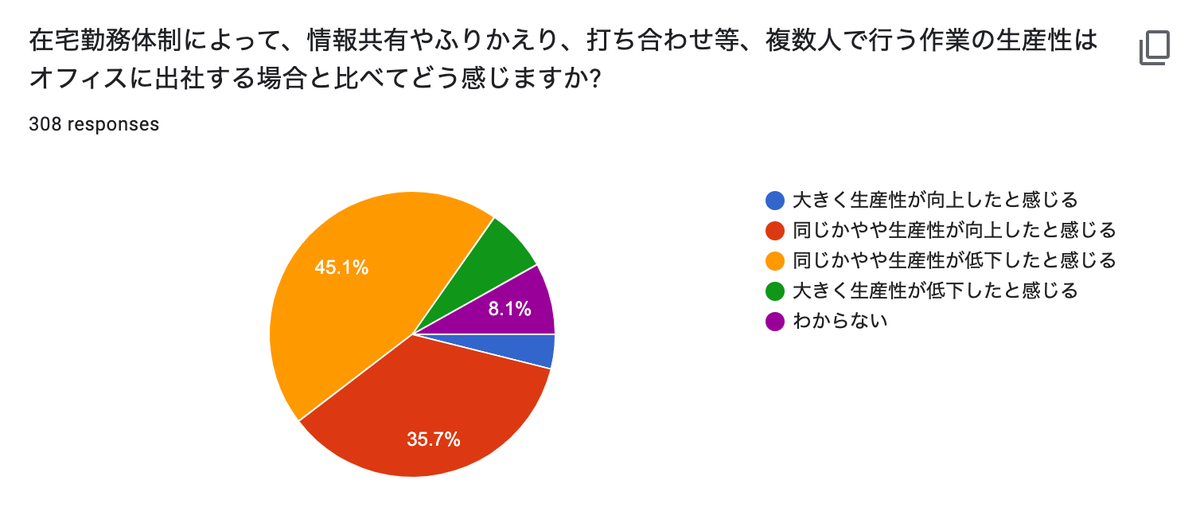 在宅勤務体制によって、情報共有やふりかえり、打ち合わせ等、複数人で行う作業の生産性は
オフィスに出社する場合と比べてどう感じますか?
308 responses
大きく生産性が向上したと感じる
同じかやや生産性が向上したと感じる
同じかやや生産性が低下したと感じる
大きく生産性が低下したと感じる
わからない
45.1%
8.1%
35.7%